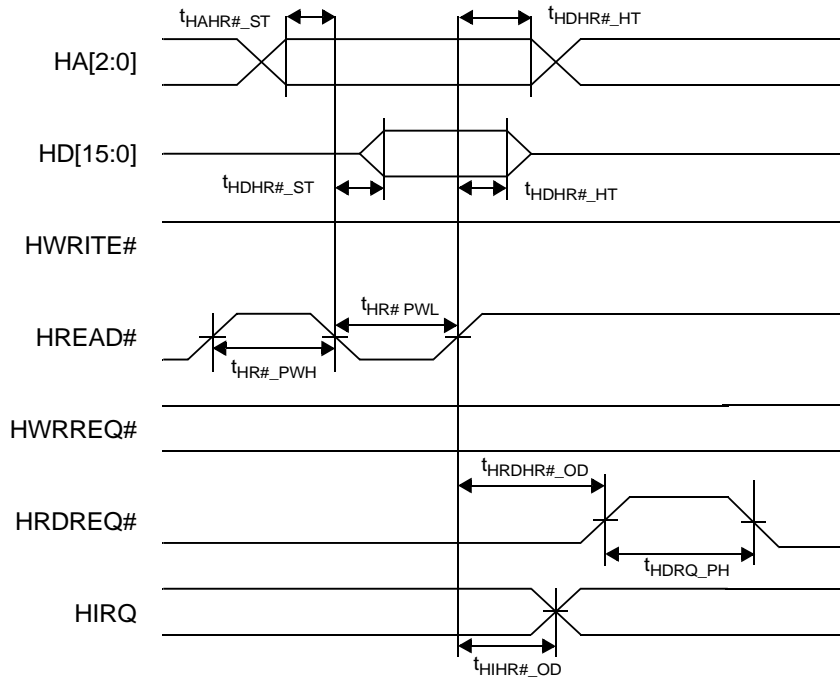 tHAHR#_ST
tHDHR#_HT
HA[2:0]
HD[15:0]
tHDHR#_ST
tHDHR#_HT
HWRITE#
tHR# PWL
HREAD#
tHR#_PWH
HWRREQ#
tHRDHR#_OD
HRDREQ#
tHDRQ_PH
HIRQ
tHIHR#_OD